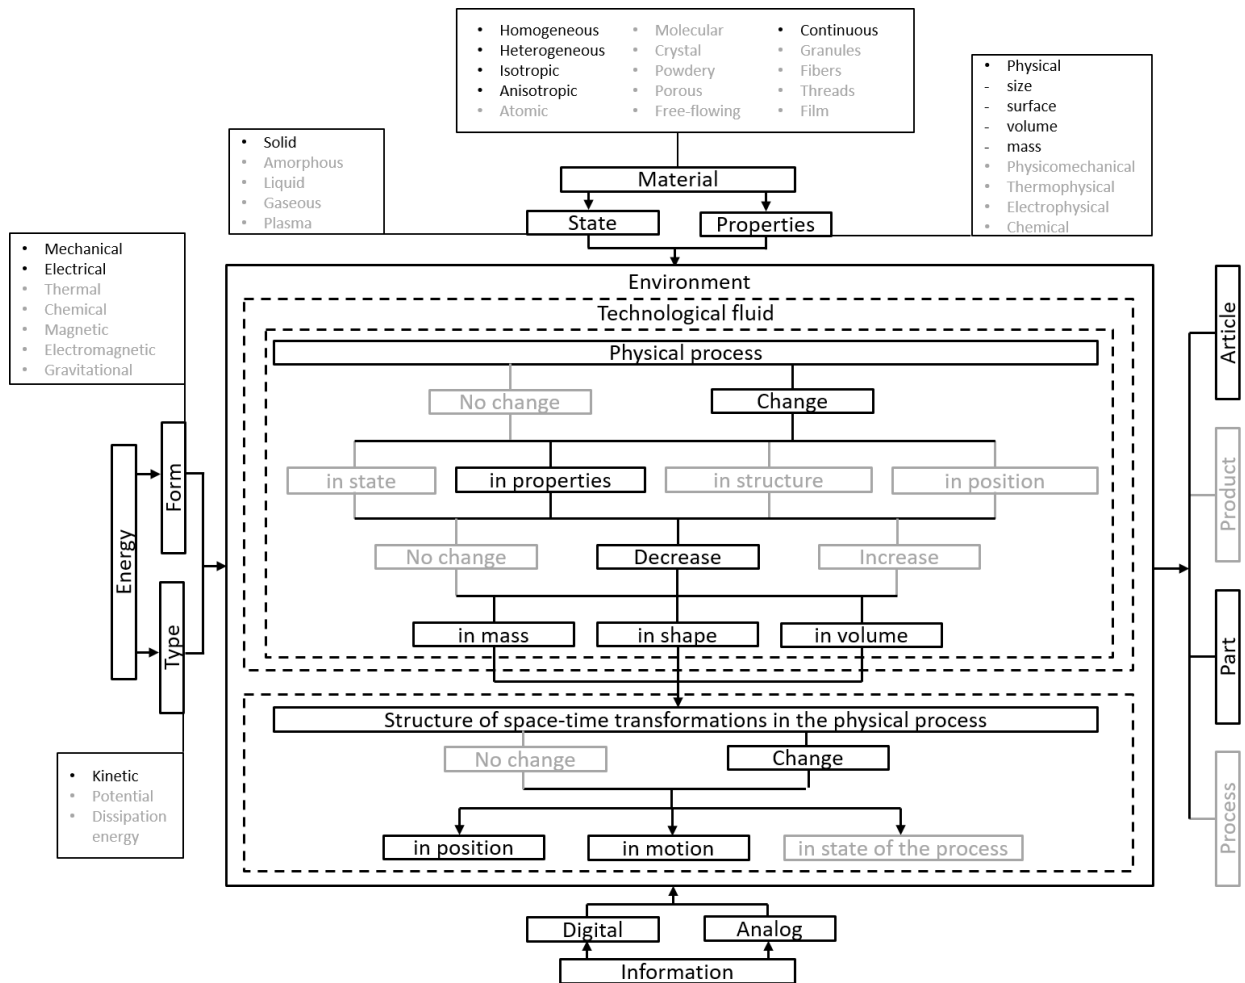 • Homogeneous
• Heterogeneous
• Isotropic
• Anisotropic
• Atomic
• Molecular
• Crystal
• Powdery
• Porous
• Free-flowing
• Continuous
• Granules
• Fibers
• Threads
• Film
• Physical
- size
- surface
- volume
- mass
• Physicomechanical
• Thermophysical
• Electrophysical
• Chemical
• Solid
• Amorphous
• Liquid
• Gaseous
• Plasma
Material
State
Properties
• Mechanical
• Electrical
• Thermal
• Chemical
• Magnetic
• Electromagnetic
• Gravitational
Energy
Form
Type
• Kinetic
• Potential
• Dissipation
energy
Environment
Technological fluid
Physical process
No change
Change
in state
in properties
in structure
in position
No change
Decrease
Increase
in mass
in shape
in volume
Structure of space-time transformations in the physical process
No change
Change
in position
in motion
in state of the process
Article
Product
Part
Process
Digital
Analog
Information